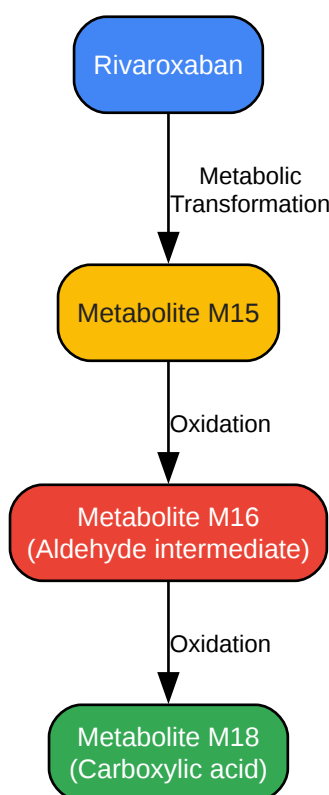 Rivaroxaban
Metabolic
Transformation
Metabolite M15
Oxidation
Metabolite M16
(Aldehyde intermediate)
Oxidation
Metabolite M18
(Carboxylic acid)